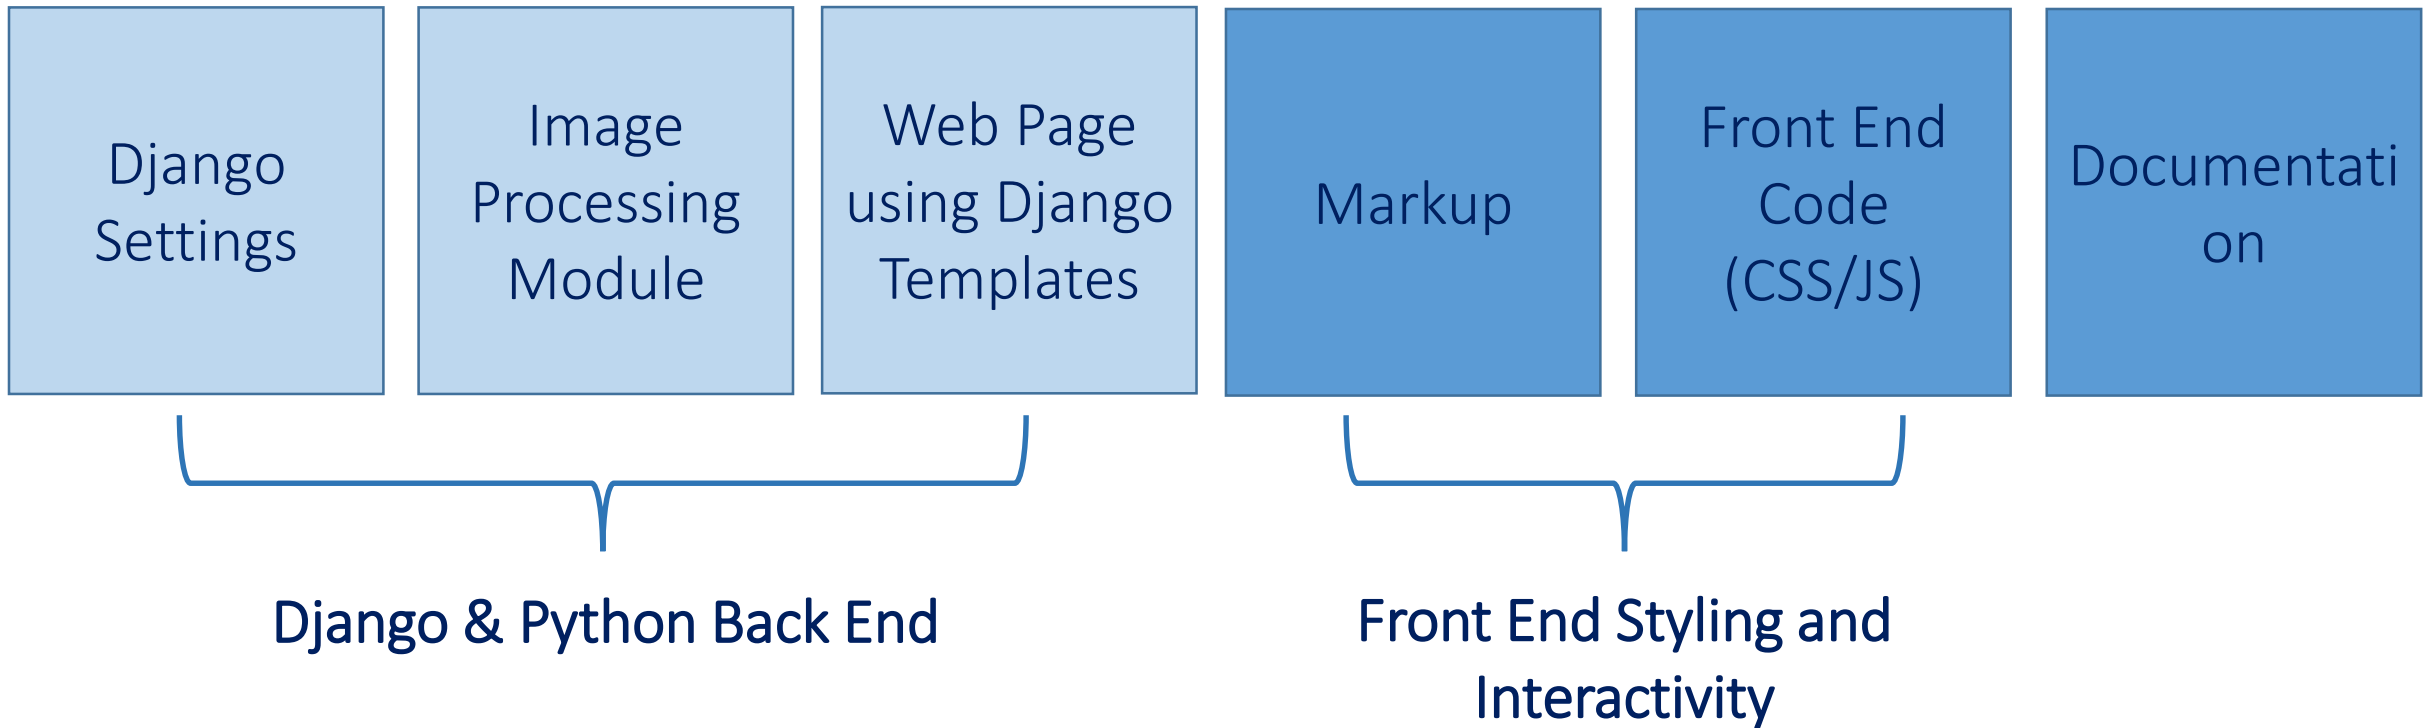 Django
Settings
Image
Processing
Module
Web Page
using Django
Templates
Markup
Front End
Code
(CSS/JS)
Documentati
on
Django & Python Back End
Front End Styling and
Interactivity